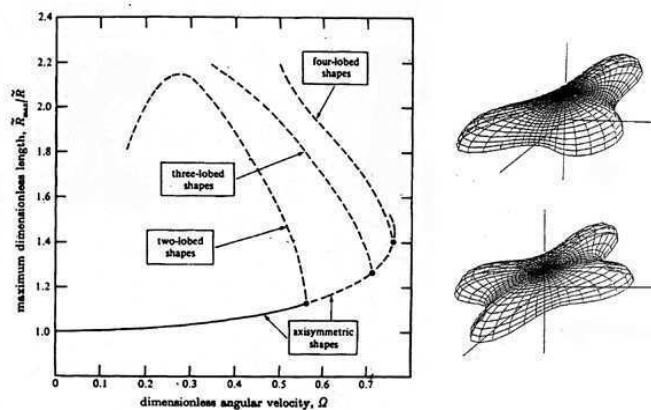 maximum dimensionless length, R̃max/R̃
2.4
2.2
2.0
1.8
1.6
1.4
1.2
1.0
four-lobed
shapes
three-lobed
shapes
two-lobed
shapes
axisymmetric
shapes
0
0.1
0.2
0.3
0.4
0.5
0.6
0.7
dimensionless angular velocity, Ω